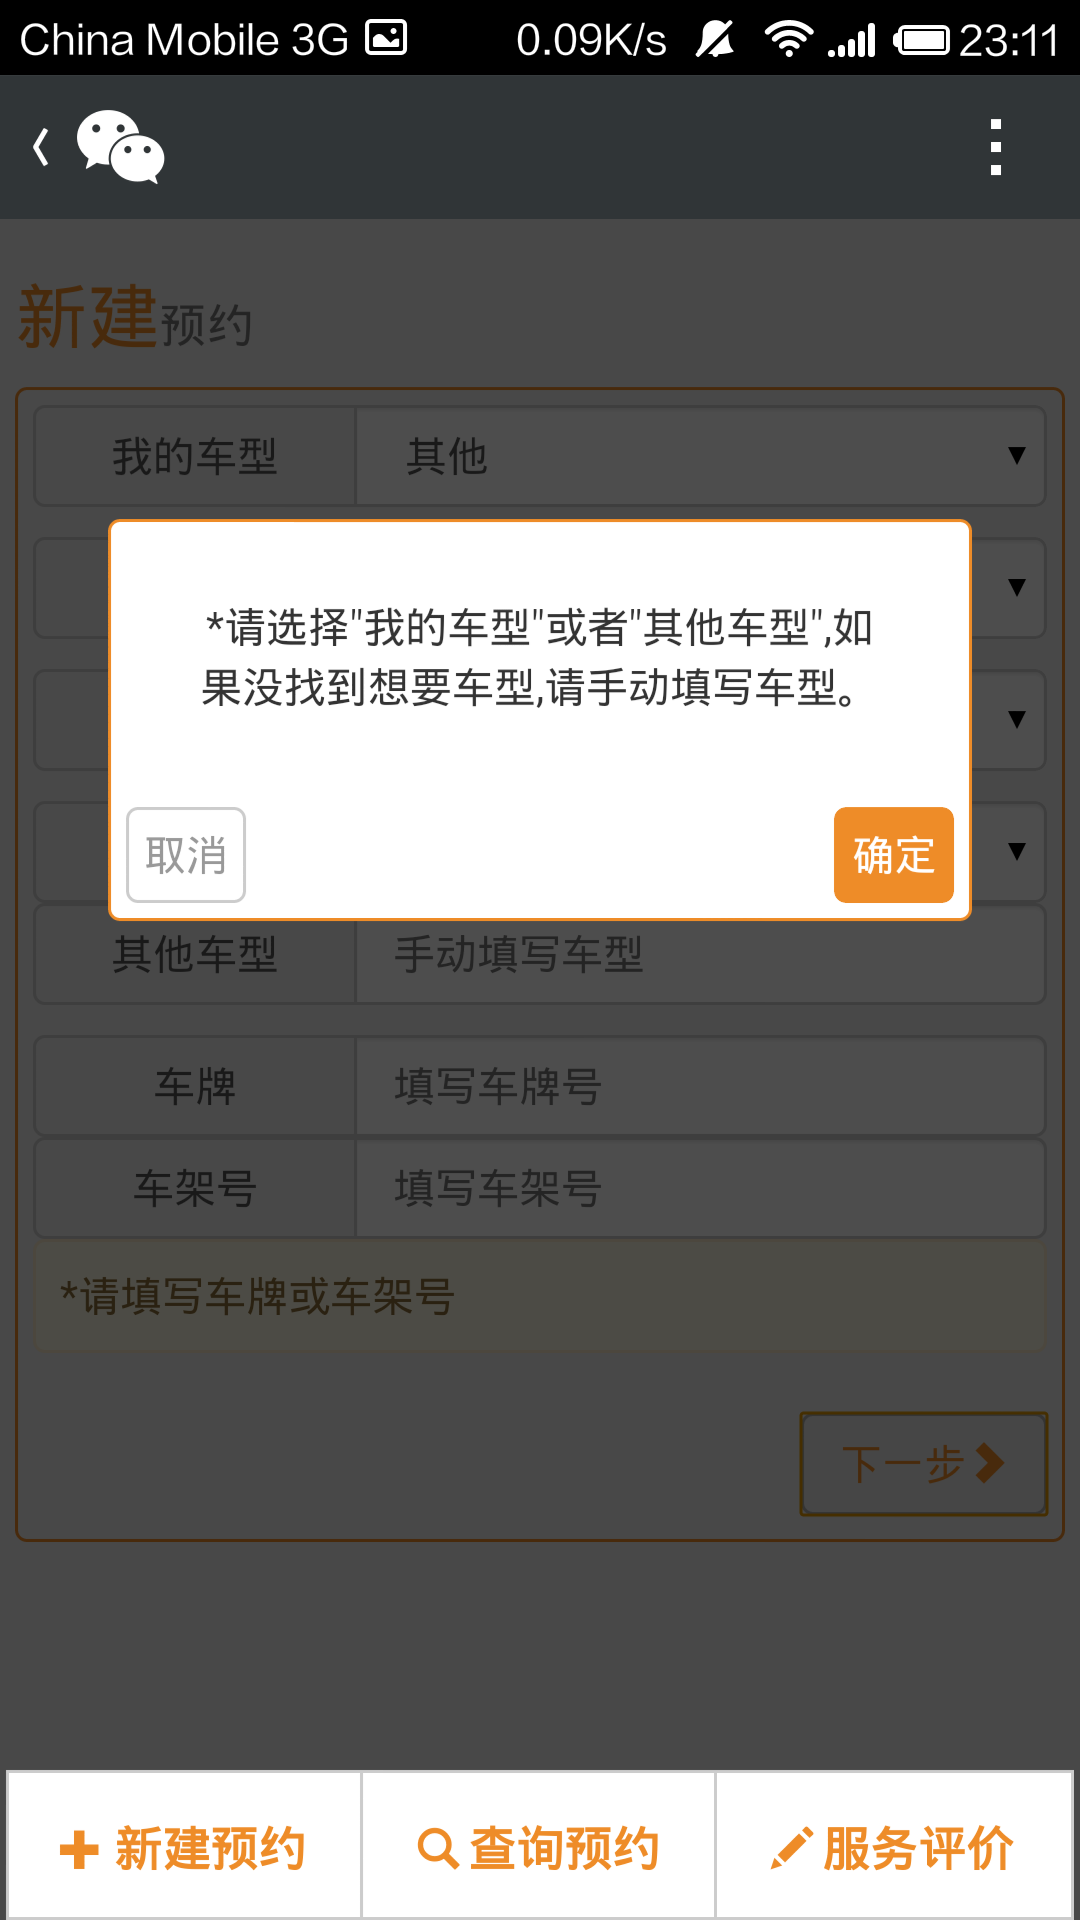 China Mobile 3G 0.09K/s 23:11
新建预约
我的车型 其他
*请选择"我的车型"或者"其他车型",如
果没找到想要车型,请手动填写车型。
取消 确定
其他车型 手动填写车型
车牌 填写车牌号
车架号 填写车架号
*请填写车牌或车架号
下一步
新建预约 查询预约 服务评价